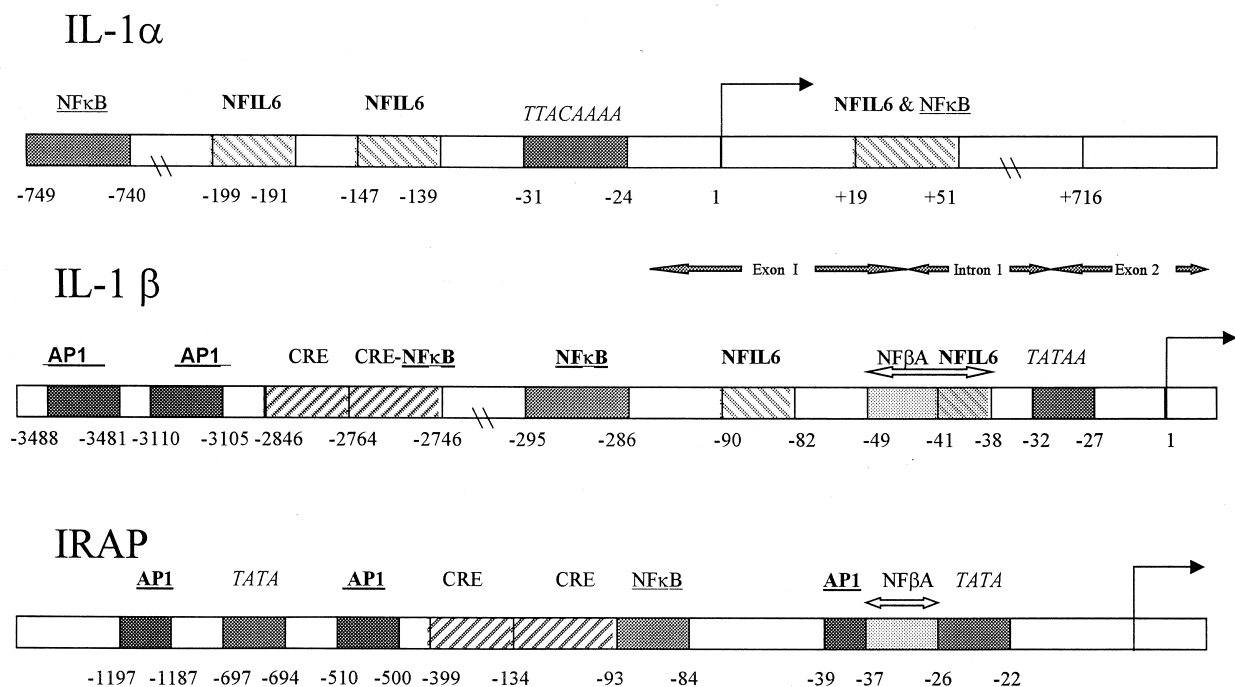 IL-1α
NFκB NFIL6 NFIL6 TTACAAAA NFIL6 & NFκB
-749 -740 -199 -191 -147 -139 -31 -24 1 +19 +51 +716
Exon I Intron 1 Exon 2
IL-1 β
AP1 AP1 CRE CRE-NFκB NFκB NFIL6 NFβA NFIL6 TATAA
-3488 -3481 -3110 -3105 -2846 -2764 -2746 -295 -286 -90 -82 -49 -41 -38 -32 -27 1
IRAP
AP1 TATA AP1 CRE CRE NFκB AP1 NFβA TATA
-1197 -1187 -697 -694 -510 -500 -399 -134 -93 -84 -39 -37 -26 -22